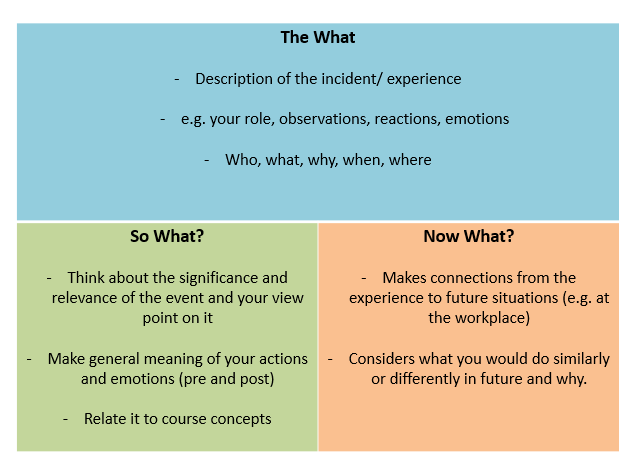 The What
- Description of the incident/ experience
- e.g. your role, observations, reactions, emotions
- Who, what, why, when, where
So What?
- Think about the significance and
relevance of the event and your view
point on it
- Make general meaning of your actions
and emotions (pre and post)
- Relate it to course concepts
Now What?
- Makes connections from the
experience to future situations (e.g. at
the workplace)
- Considers what you would do similarly
or differently in future and why.